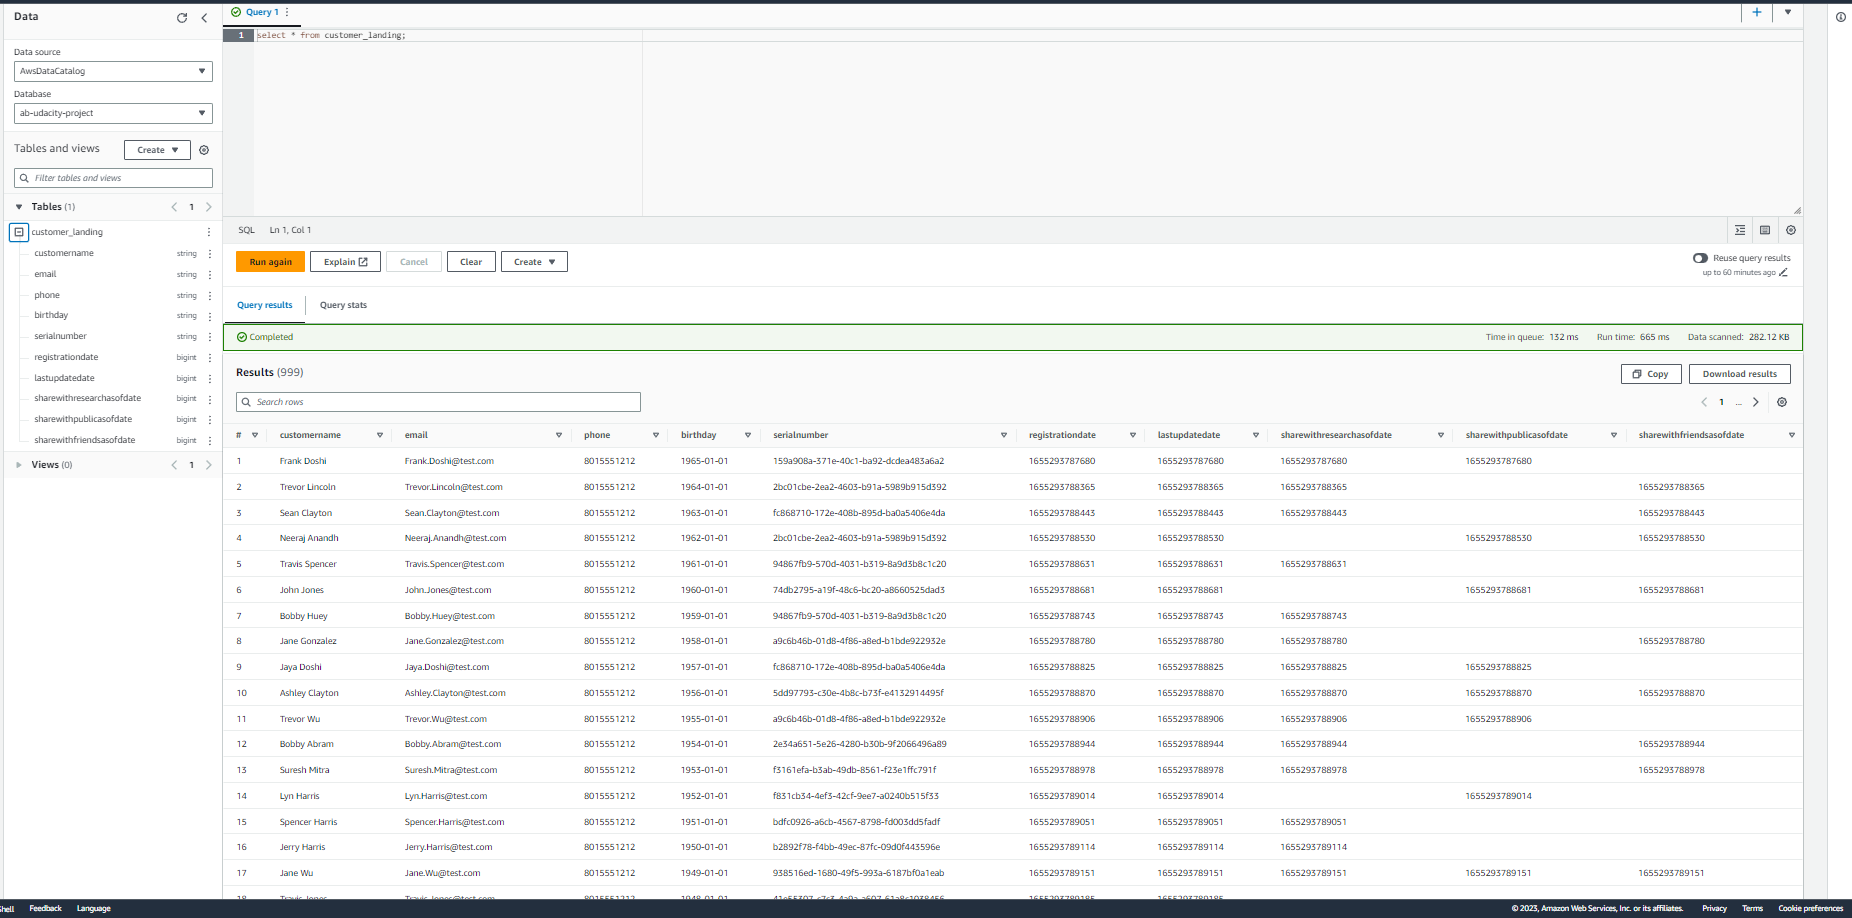 Data
Query 1
Data source
AwsDataCatalog
Database
ab-udacity-project
Tables and views
Create
Filter tables and views
Tables (1)
1
customer_landing
customername string
email string
phone string
birthday string
serialnumber string
registrationdate bigint
lastupdatedate bigint
sharewithresearchasofdate bigint
sharewithpublicasofdate bigint
sharewithfriendsasofdate bigint
Views (0)
1
1 select * from customer_landing;
SQL Ln 1, Col 1
Run again Explain Cancel Clear Create
Reuse query results
up to 60 minutes ago
Query results Query stats
Completed Time in queue: 132 ms Run time: 665 ms Data scanned: 282.12 KB
Results (999) Copy Download results
Search rows 1 ...
# customername email phone birthday serialnumber registrationdate lastupdatedate sharewithresearchasofdate sharewithpublicasofdate sharewithfriendsasofdate
1 Frank Doshi Frank.Doshi@test.com 8015551212 1965-01-01 159a908a-371e-40c1-ba92-dcdea483a6a2 1655293787680 1655293787680 1655293787680 1655293787680
2 Trevor Lincoln Trevor.Lincoln@test.com 8015551212 1964-01-01 2bc01cbe-2ea2-4603-b91a-5989b915d392 1655293788365 1655293788365 1655293788365 1655293788365
3 Sean Clayton Sean.Clayton@test.com 8015551212 1963-01-01 fc868710-172e-408b-895d-ba0a5406e4da 1655293788443 1655293788443 1655293788443 1655293788443
4 Neeraj Anandh Neeraj.Anandh@test.com 8015551212 1962-01-01 2bc01cbe-2ea2-4603-b91a-5989b915d392 1655293788530 1655293788530 1655293788530 1655293788530
5 Travis Spencer Travis.Spencer@test.com 8015551212 1961-01-01 94867fb9-570d-4031-b319-8a9d3b8c1c20 1655293788631 1655293788631 1655293788631
6 John Jones John.Jones@test.com 8015551212 1960-01-01 74db2795-a19f-48c6-bc20-a8660525dad3 1655293788681 1655293788681 1655293788681 1655293788681
7 Bobby Huey Bobby.Huey@test.com 8015551212 1959-01-01 94867fb9-570d-4031-b319-8a9d3b8c1c20 1655293788743 1655293788743 1655293788743
8 Jane Gonzalez Jane.Gonzalez@test.com 8015551212 1958-01-01 a9c6b46b-01d8-4f86-a8ed-b1bde922932e 1655293788780 1655293788780 1655293788780 1655293788780
9 Jaya Doshi Jaya.Doshi@test.com 8015551212 1957-01-01 fc868710-172e-408b-895d-ba0a5406e4da 1655293788825 1655293788825 1655293788825 1655293788825
10 Ashley Clayton Ashley.Clayton@test.com 8015551212 1956-01-01 5dd97793-c30e-4b8c-b73f-e4132914495f 1655293788870 1655293788870 1655293788870 1655293788870 1655293788870
11 Trevor Wu Trevor.Wu@test.com 8015551212 1955-01-01 a9c6b46b-01d8-4f86-a8ed-b1bde922932e 1655293788906 1655293788906 1655293788906 1655293788906
12 Bobby Abram Bobby.Abram@test.com 8015551212 1954-01-01 2e34a651-5e26-4280-b30b-9f2066496a89 1655293788944 1655293788944 1655293788944 1655293788944
13 Suresh Mitra Suresh.Mitra@test.com 8015551212 1953-01-01 f3161efa-b3ab-49db-8561-f23e1ffc791f 1655293788978 1655293788978 1655293788978 1655293788978
14 Lyn Harris Lyn.Harris@test.com 8015551212 1952-01-01 f831cb34-4ef3-42cf-9ee7-a0240b515f33 1655293789014 1655293789014 1655293789014
15 Spencer Harris Spencer.Harris@test.com 8015551212 1951-01-01 bdfc0926-a6cb-4567-8798-fd003dd5fadf 1655293789051 1655293789051 1655293789051
16 Jerry Harris Jerry.Harris@test.com 8015551212 1950-01-01 b2892f78-f4bb-49ec-87fc-09d0f443596e 1655293789114 1655293789114 1655293789114
17 Jane Wu Jane.Wu@test.com 8015551212 1949-01-01 938516ed-1680-49f5-993a-6187bf0a1eab 1655293789151 1655293789151 1655293789151 1655293789151 1655293789151
18 Travis Jones Travis.Jones@test.com 8015551212 1948-01-01
Feedback Language © 2023, Amazon Web Services, Inc. or its affiliates. Privacy Terms Cookie preferences